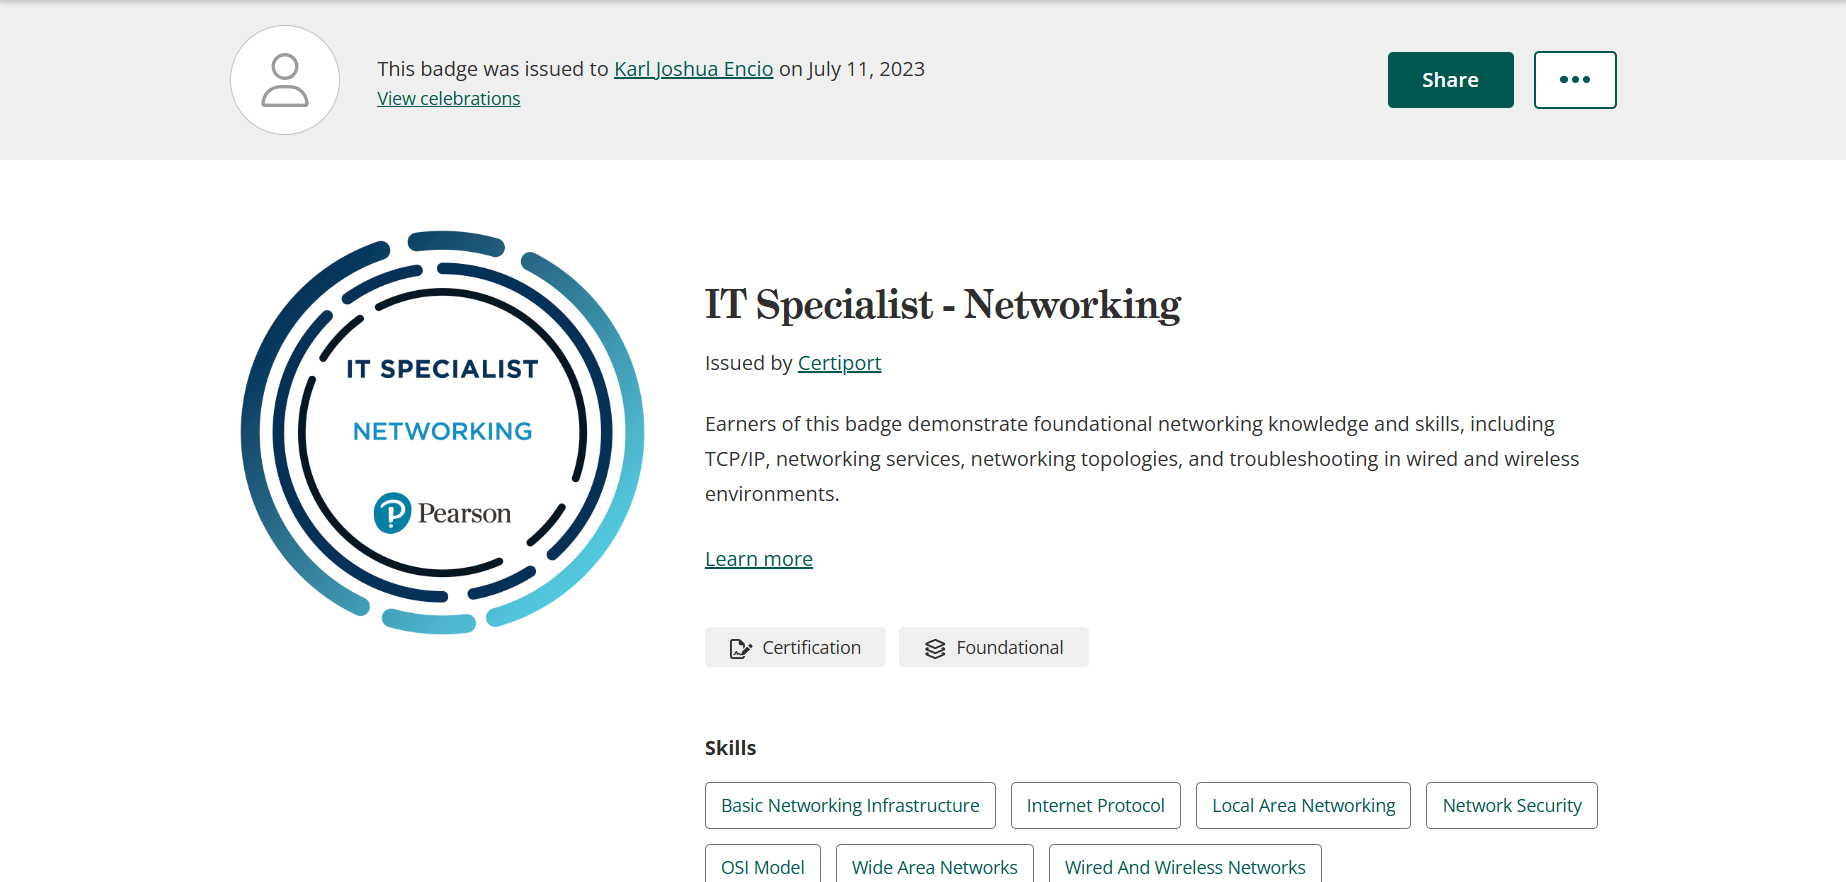 This badge was issued to Karl Joshua Encio on July 11, 2023
View celebrations
Share
IT SPECIALIST
NETWORKING
Pearson
IT Specialist - Networking
Issued by Certiport
Earners of this badge demonstrate foundational networking knowledge and skills, including
TCP/IP, networking services, networking topologies, and troubleshooting in wired and wireless
environments.
Learn more
Certification
Foundational
Skills
Basic Networking Infrastructure
Internet Protocol
Local Area Networking
Network Security
OSI Model
Wide Area Networks
Wired And Wireless Networks